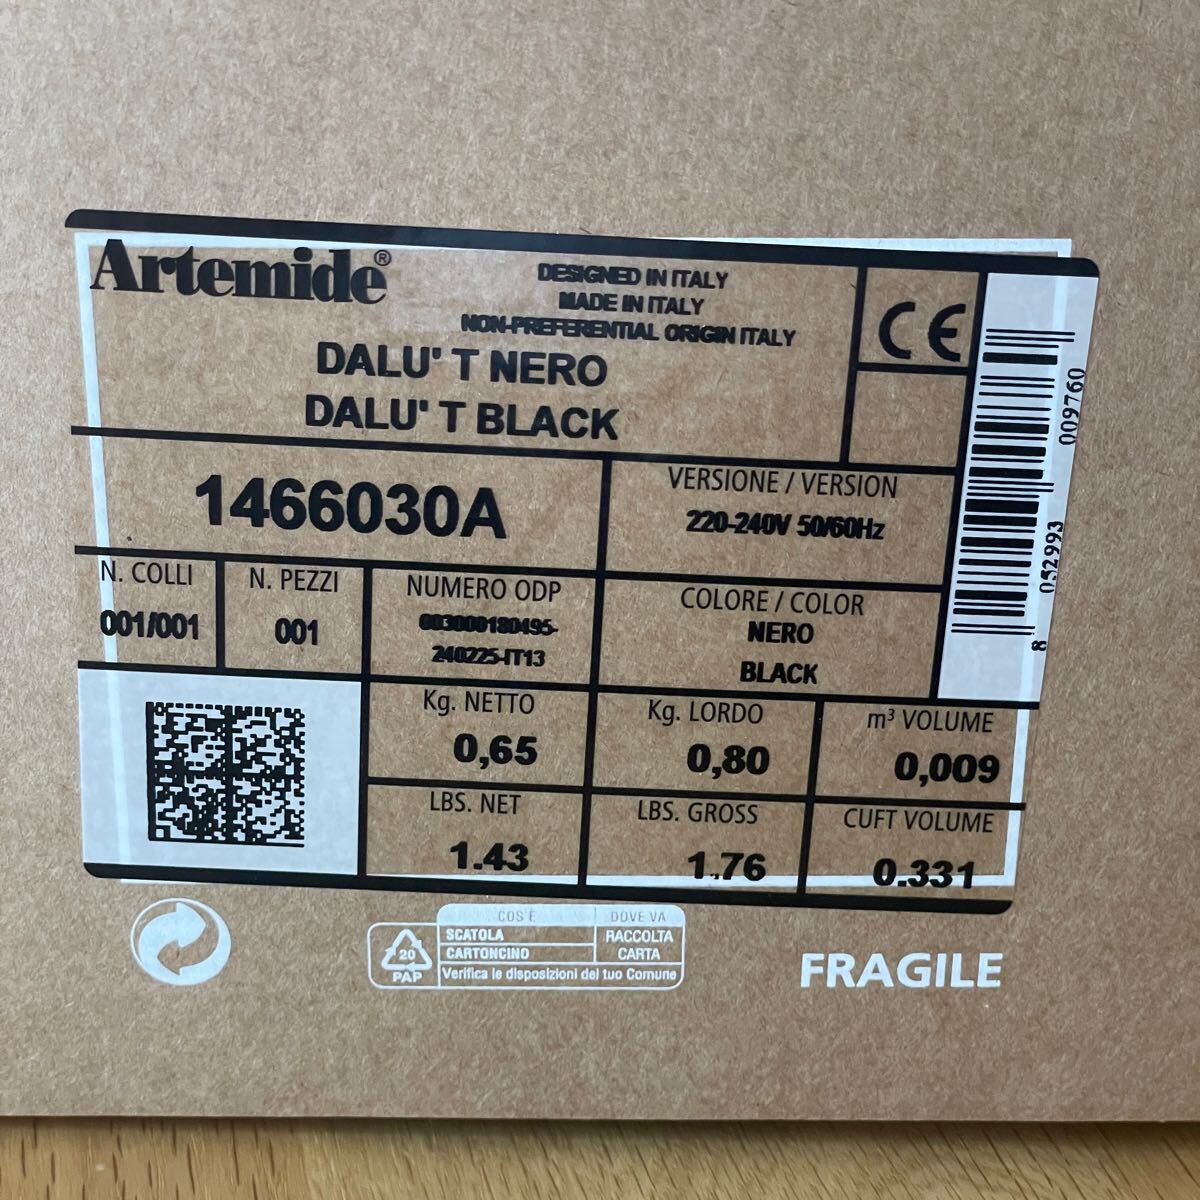 Artemide®
DESIGNED IN ITALY
MADE IN ITALY
NON-PREFERENTIAL ORIGIN ITALY
DALU' T NERO
DALU' T BLACK
CE
1466030A
VERSIONE / VERSION
220-240V 50/60Hz
N. COLLI
001/001
N. PEZZI
001
NUMERO ODP
003000180495-
240225-IT13
COLORE / COLOR
NERO
BLACK
8 052993 009760
Kg. NETTO
0,65
Kg. LORDO
0,80
m³ VOLUME
0,009
LBS. NET
1.43
LBS. GROSS
1.76
CUFT VOLUME
0.331
20
PAP
COS'È
DOVE VA
SCATOLA
CARTONCINO
RACCOLTA
CARTA
Verifica le disposizioni del tuo Comune
FRAGILE